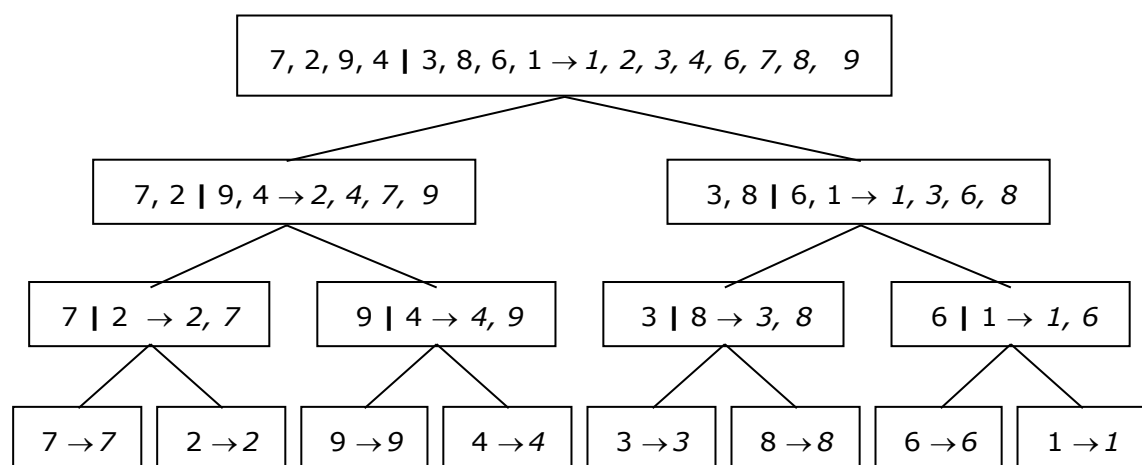 7, 2, 9, 4 | 3, 8, 6, 1 → 1, 2, 3, 4, 6, 7, 8, 9
7, 2 | 9, 4 → 2, 4, 7, 9
3, 8 | 6, 1 → 1, 3, 6, 8
7 | 2 → 2, 7
9 | 4 → 4, 9
3 | 8 → 3, 8
6 | 1 → 1, 6
7 → 7
2 → 2
9 → 9
4 → 4
3 → 3
8 → 8
6 → 6
1 → 1